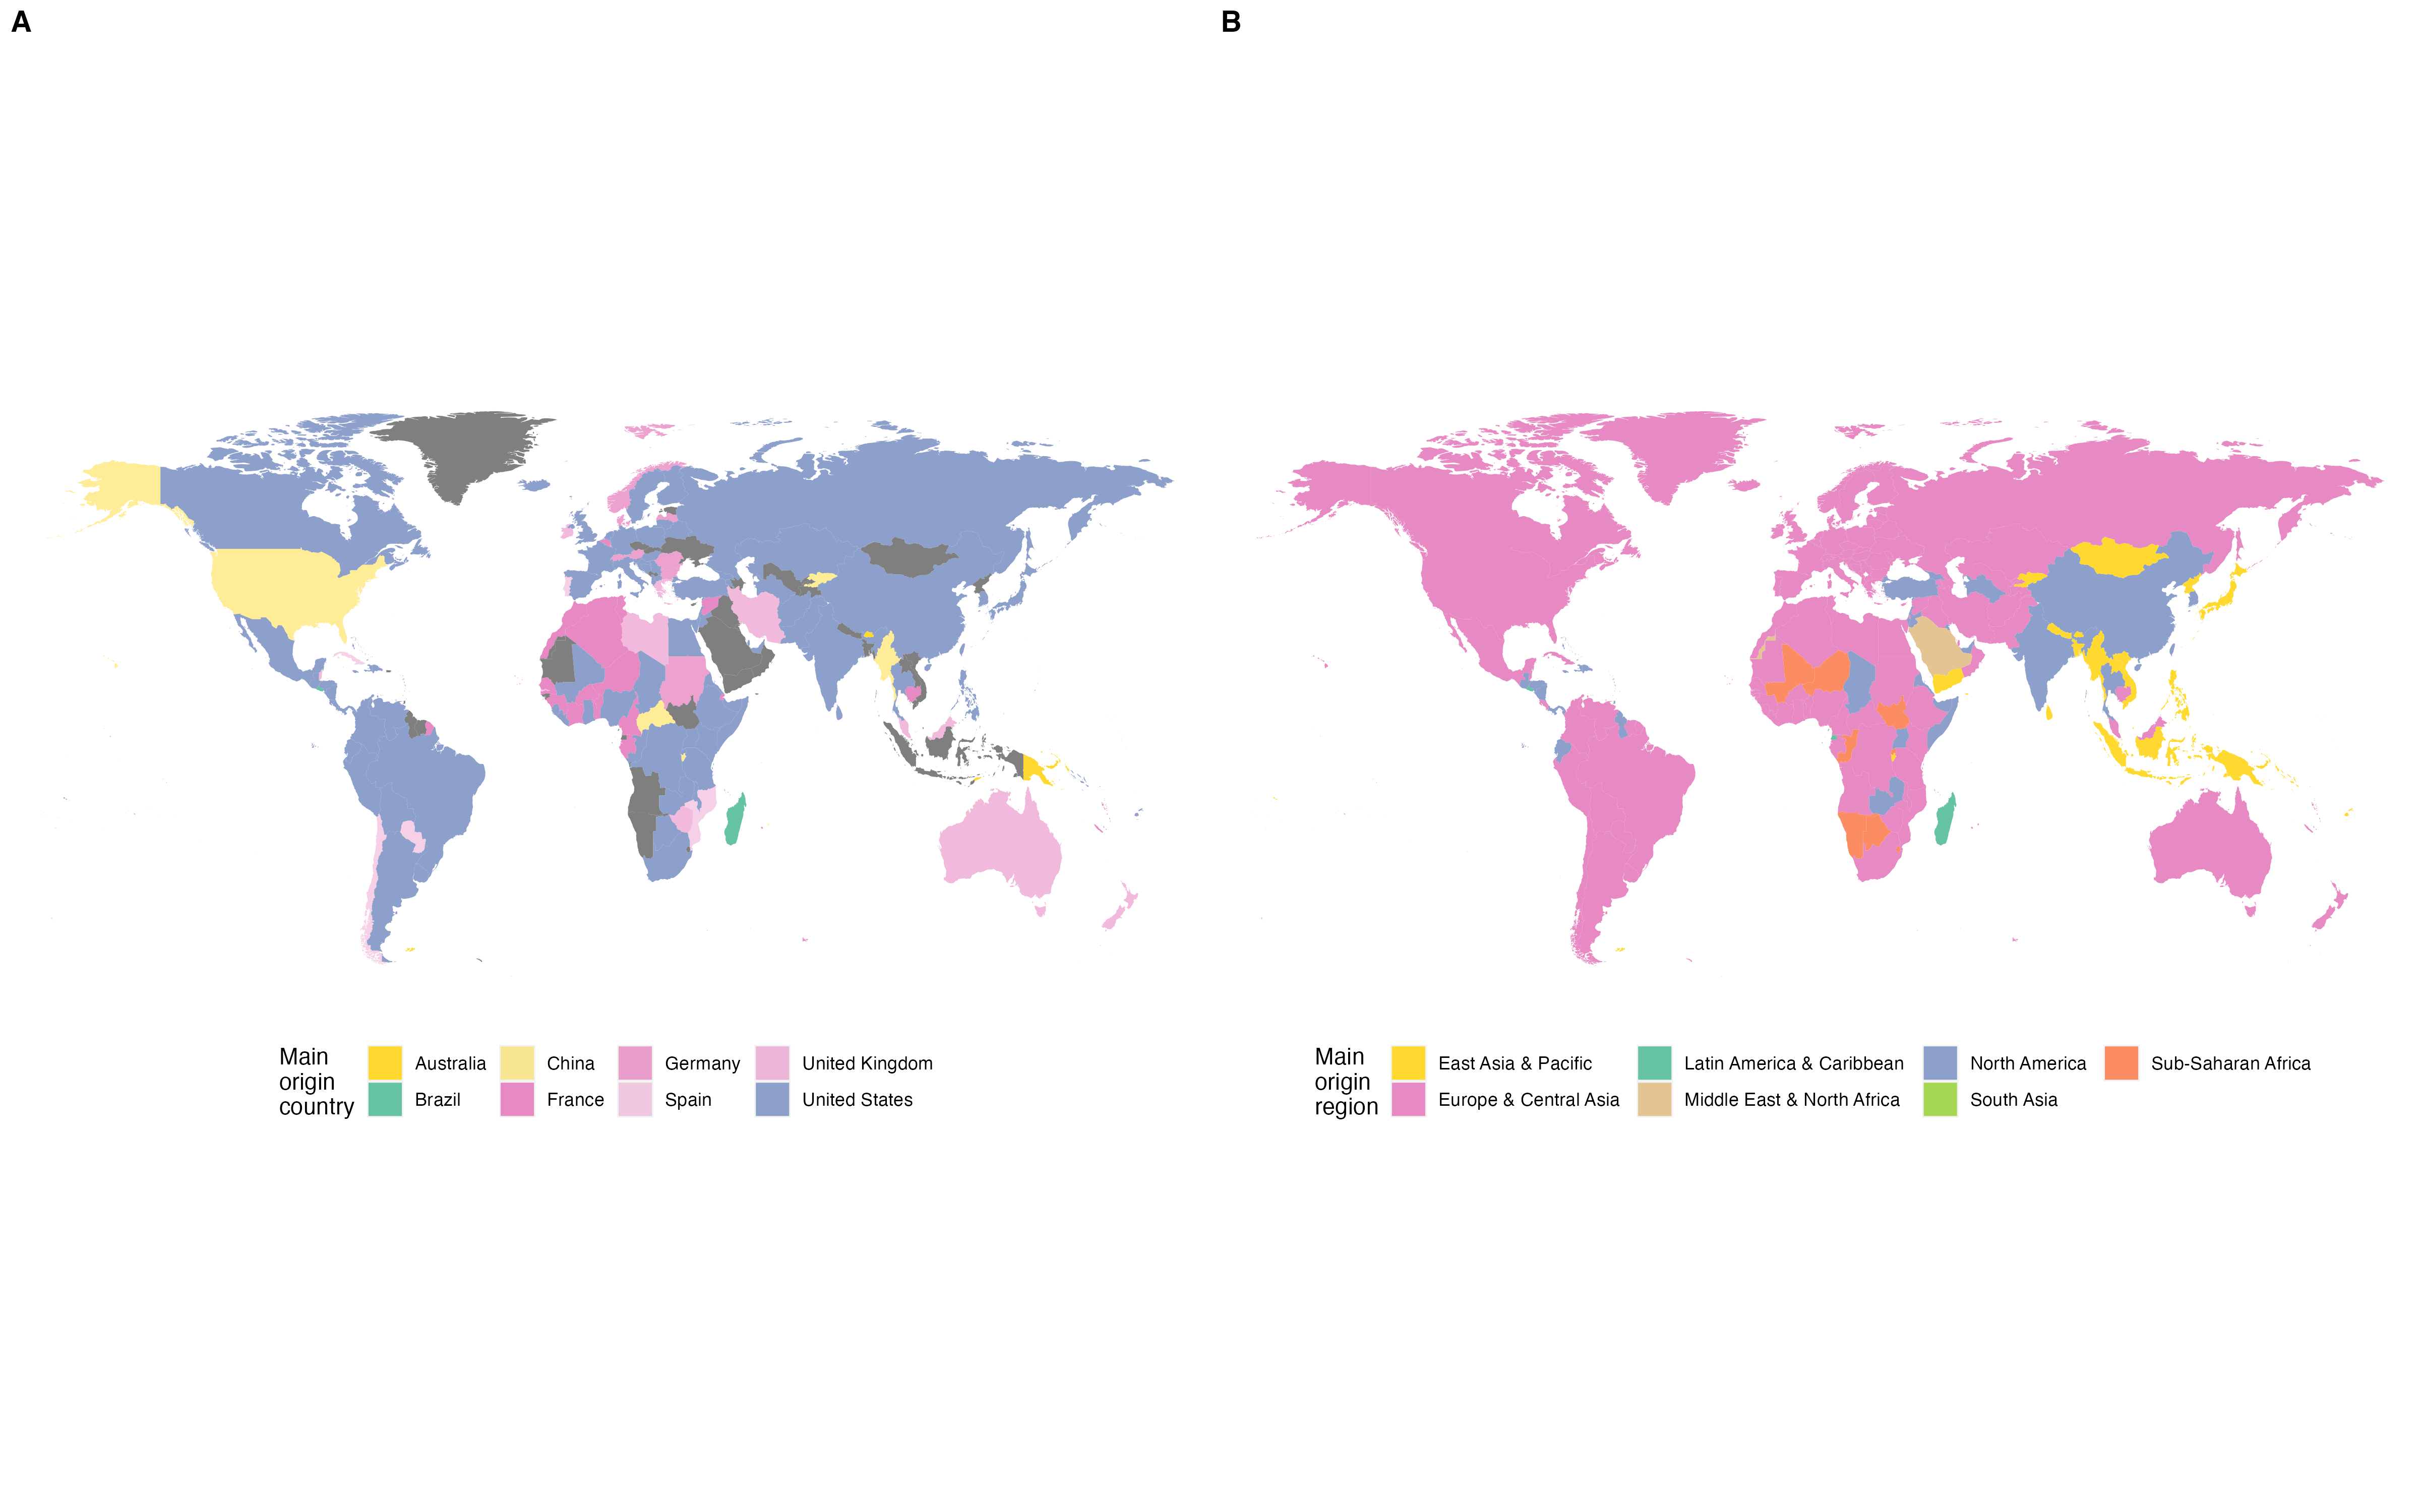 A
B
Main
origin
country
Australia
China
Germany
United Kingdom
Brazil
France
Spain
United States
Main
origin
region
East Asia & Pacific
Latin America & Caribbean
North America
Sub-Saharan Africa
Europe & Central Asia
Middle East & North Africa
South Asia